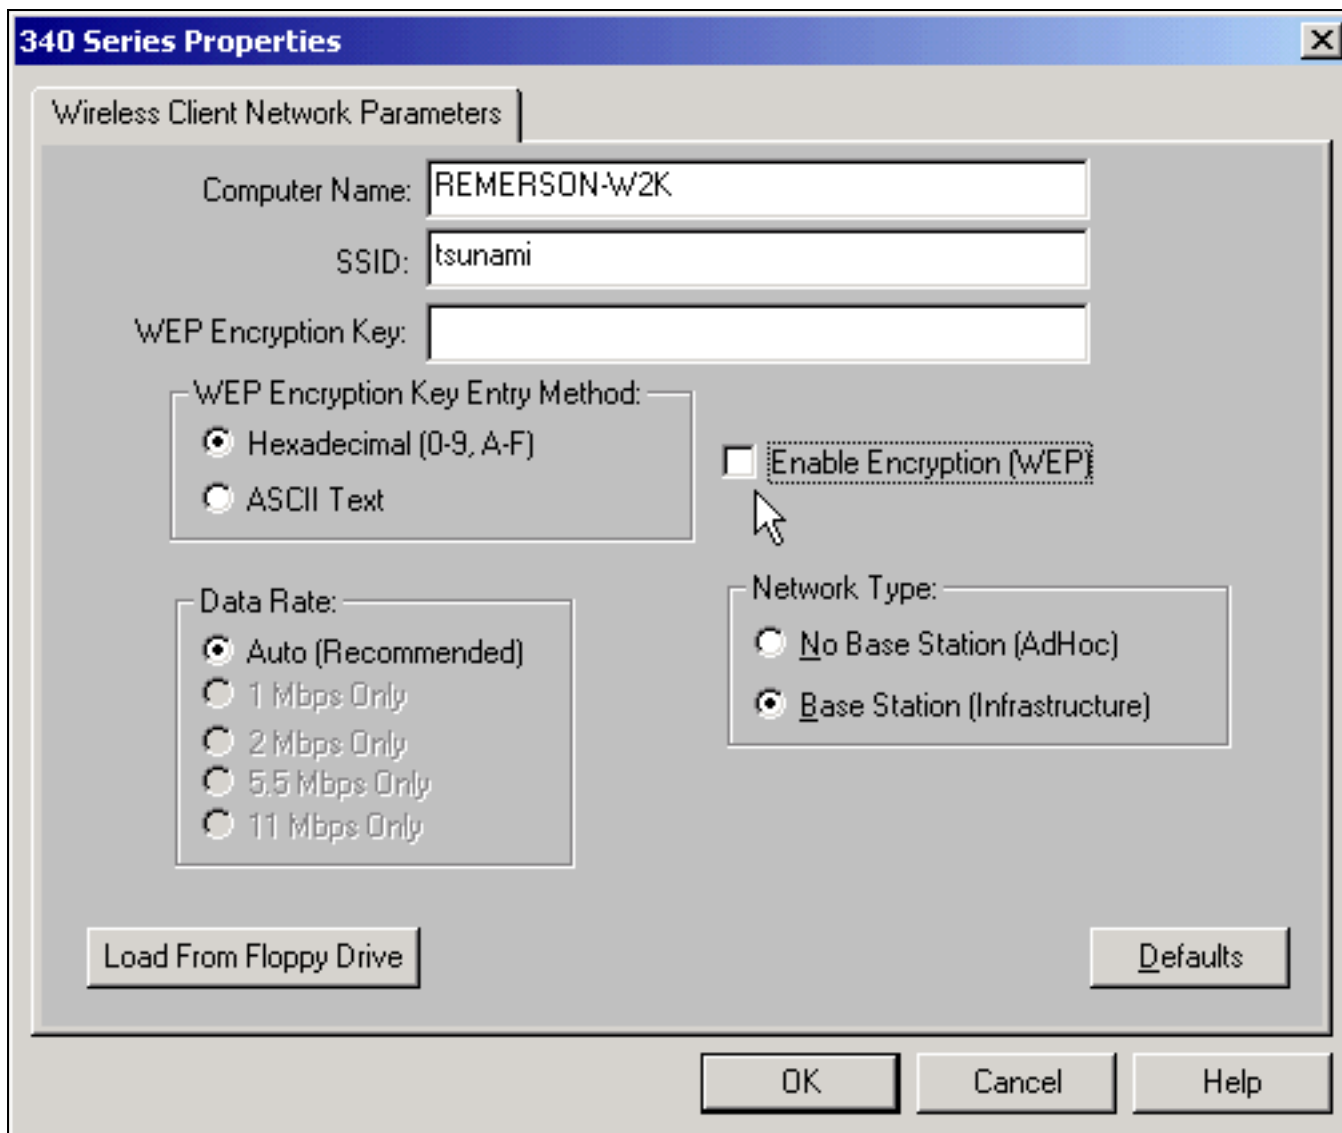 340 Series Properties
Wireless Client Network Parameters
Computer Name: REMERSON-W2K
SSID: tsunami
WEP Encryption Key:
WEP Encryption Key Entry Method:
Hexadecimal (0-9, A-F)
ASCII Text
Enable Encryption (WEP)
Data Rate:
Auto (Recommended)
1 Mbps Only
2 Mbps Only
5.5 Mbps Only
11 Mbps Only
Network Type:
No Base Station (AdHoc)
Base Station (Infrastructure)
Load From Floppy Drive
Defaults
OK
Cancel
Help